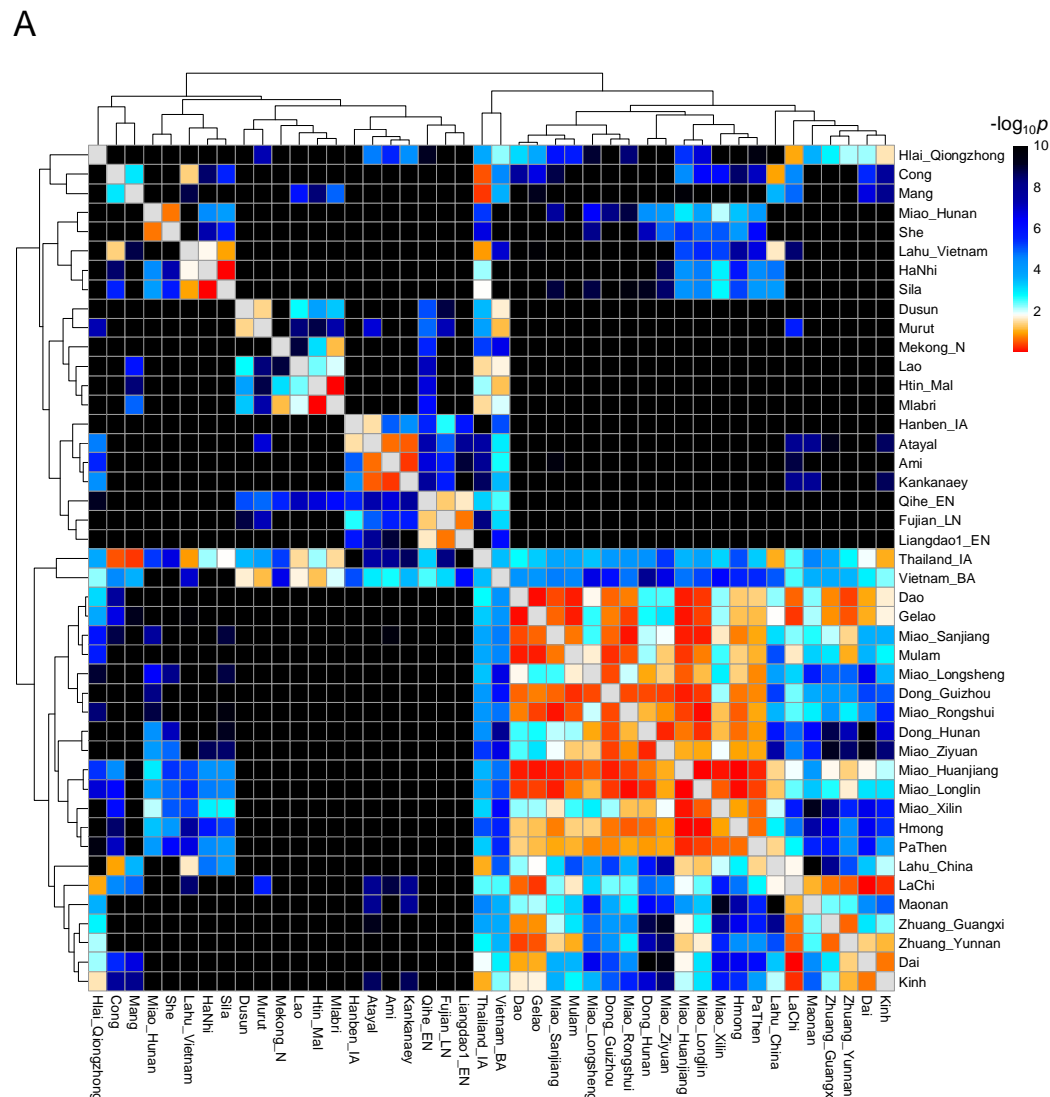 A
-log10p
10
8
6
4
2
Hlai_Qiongzhong
Cong
Mang
Miao_Hunan
She
Lahu_Vietnam
HaNhi
Sila
Dusun
Murut
Mekong_N
Lao
Htin_Mal
Mlabri
Hanben_IA
Atayal
Ami
Kankanaey
Qihe_EN
Fujian_LN
Liangdao1_EN
Thailand_IA
Vietnam_BA
Dao
Gelao
Miao_Sanjiang
Mulam
Miao_Longsheng
Dong_Guizhou
Miao_Rongshui
Dong_Hunan
Miao_Ziyuan
Miao_Huanjiang
Miao_Longlin
Miao_Xilin
Hmong
PaThen
Lahu_China
LaChi
Maonan
Zhuang_Guangxi
Zhuang_Yunnan
Dai
Kinh
Hlai_Qiongzhong
Cong
Mang
Miao_Hunan
She
Lahu_Vietnam
HaNhi
Sila
Dusun
Murut
Mekong_N
Lao
Htin_Mal
Mlabri
Hanben_IA
Atayal
Ami
Kankanaey
Qihe_EN
Fujian_LN
Liangdao1_EN
Thailand_IA
Vietnam_BA
Dao
Gelao
Miao_Sanjiang
Mulam
Miao_Longsheng
Dong_Guizhou
Miao_Rongshui
Dong_Hunan
Miao_Ziyuan
Miao_Huanjiang
Miao_Longlin
Miao_Xilin
Hmong
PaThen
Lahu_China
LaChi
Maonan
Zhuang_Guangx
Zhuang_Yunnan
Dai
Kinh